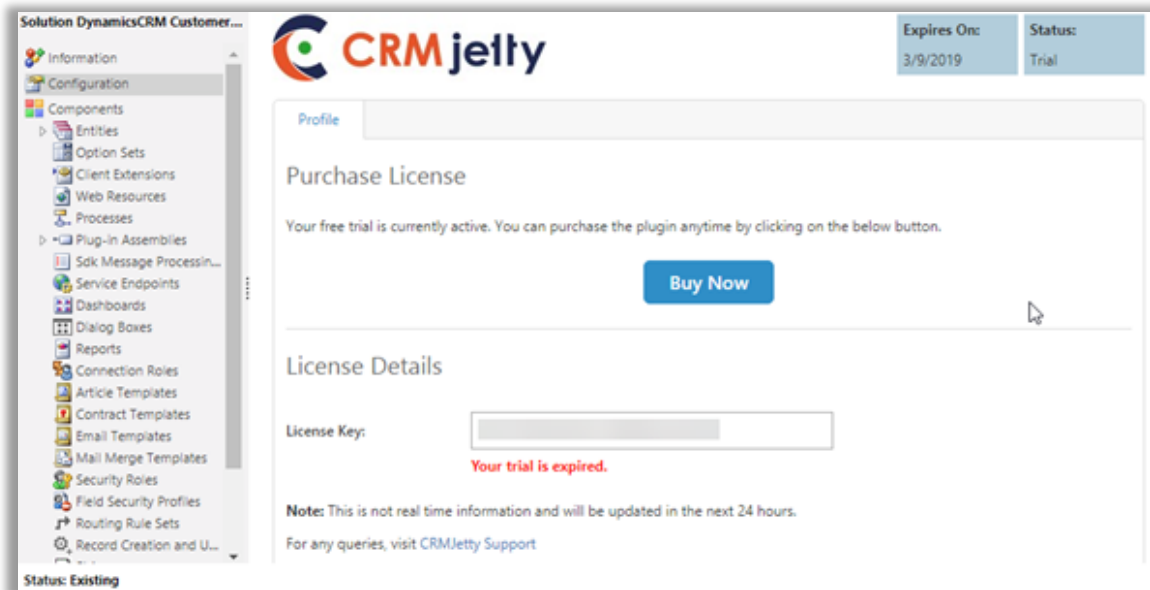 Solution DynamicsCRM Customer...
Information
Configuration
Components
Entities
Option Sets
Client Extensions
Web Resources
Processes
Plug-in Assemblies
Sdk Message Processin...
Service Endpoints
Dashboards
Dialog Boxes
Reports
Connection Roles
Article Templates
Contract Templates
Email Templates
Mail Merge Templates
Security Roles
Field Security Profiles
Routing Rule Sets
Record Creation and U...
Status: Existing
CRMjetty
Expires On:
3/9/2019
Status:
Trial
Profile
Purchase License
Your free trial is currently active. You can purchase the plugin anytime by clicking on the below button.
Buy Now
License Details
License Key:
Your trial is expired.
Note: This is not real time information and will be updated in the next 24 hours.
For any queries, visit CRMJetty Support